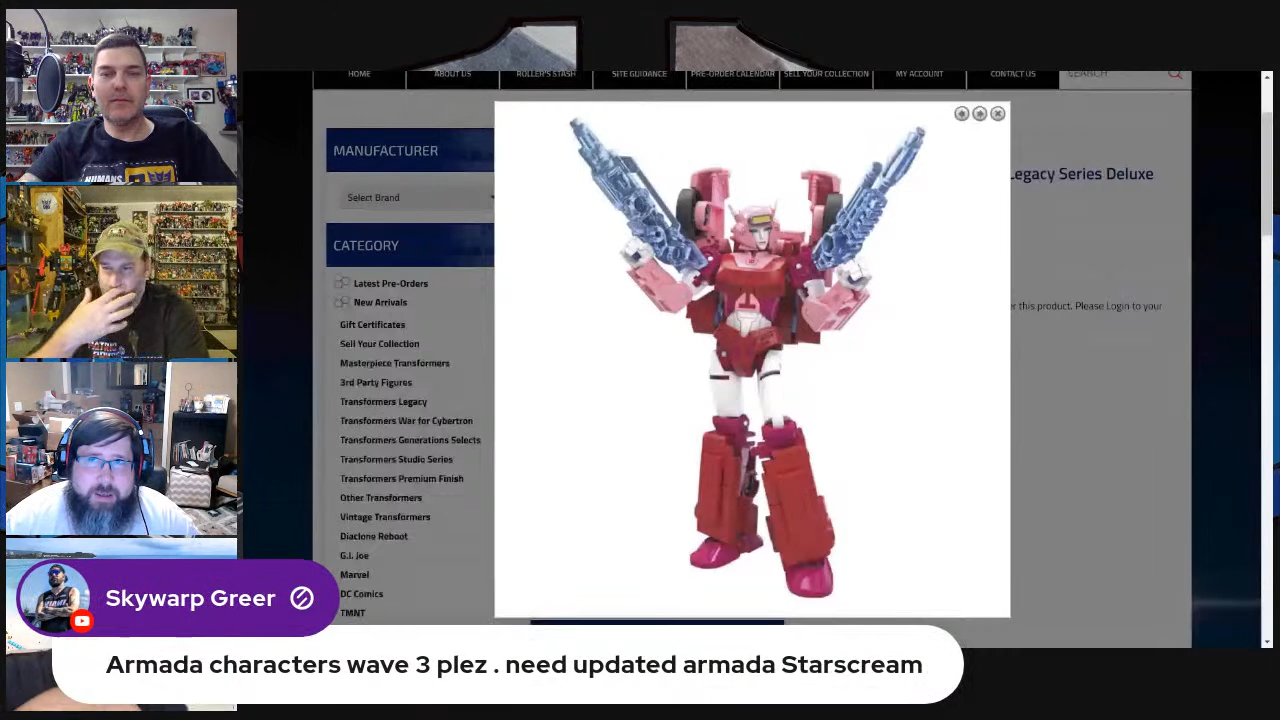 HOME ABOUT US ROLLER'S STASH SITE GUIDANCE PRE-ORDER CALENDAR SELL YOUR COLLECTION MY ACCOUNT CONTACT US SEARCH
MANUFACTURER
Select Brand
Legacy Series Deluxe
CATEGORY
Latest Pre-Orders
New Arrivals
er this product. Please Login to your
Gift Certificates
Sell Your Collection
Masterpiece Transformers
3rd Party Figures
Transformers Legacy
Transformers War for Cybertron
Transformers Generations Selects
Transformers Studio Series
Transformers Premium Finish
Other Transformers
Vintage Transformers
Diaclone Reboot
G.I. Joe
Marvel
DC Comics
TMNT
HUMANS
Skywarp Greer
Armada characters wave 3 plez . need updated armada Starscream